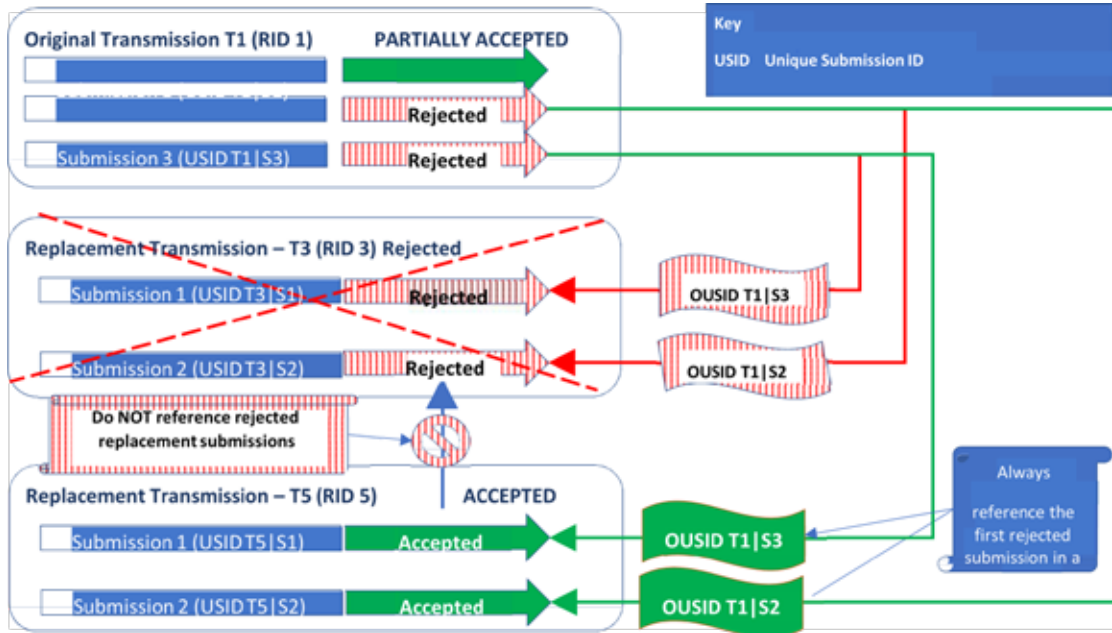 Original Transmission T1 (RID 1) PARTIALLY ACCEPTED
Rejected
Submission 3 (USID T1|S3) Rejected
Key
USID Unique Submission ID
Replacement Transmission – T3 (RID 3) Rejected
Submission 1 (USID T3|S1) Rejected
OUSID T1|S3
Submission 2 (USID T3|S2) Rejected
OUSID T1|S2
Do NOT reference rejected
replacement submissions
Replacement Transmission – T5 (RID 5) ACCEPTED
Submission 1 (USID T5|S1) Accepted
OUSID T1|S3
Submission 2 (USID T5|S2) Accepted
OUSID T1|S2
Always
reference the
first rejected
submission in a